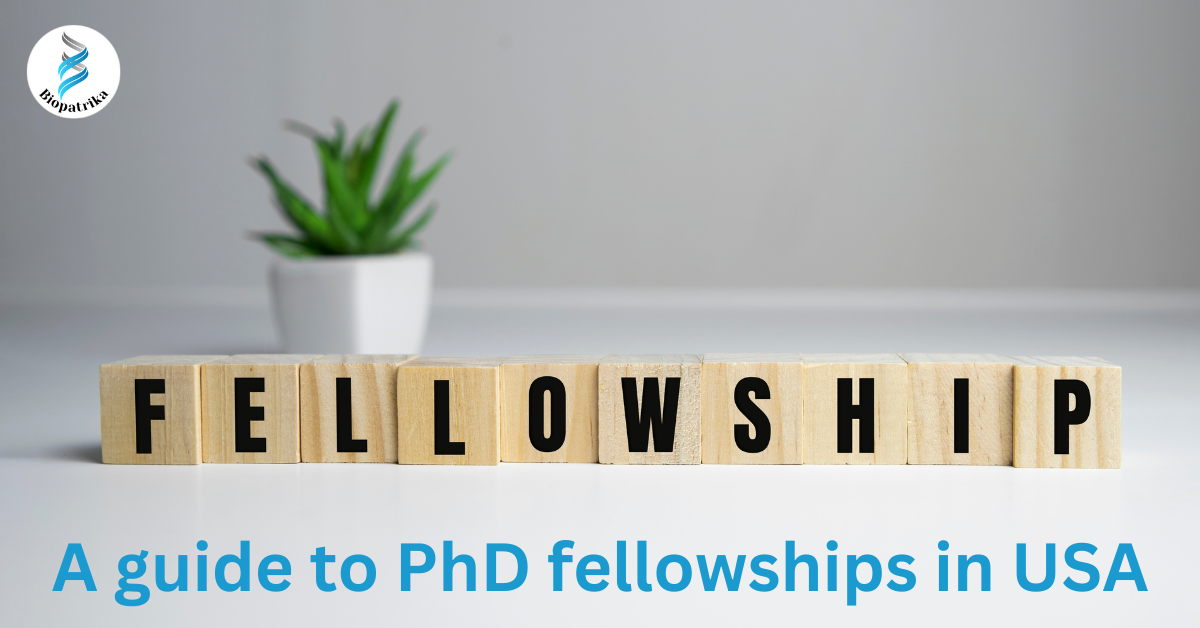 Biopatrika
FELLOWSHIP
A guide to PhD fellowships in USA